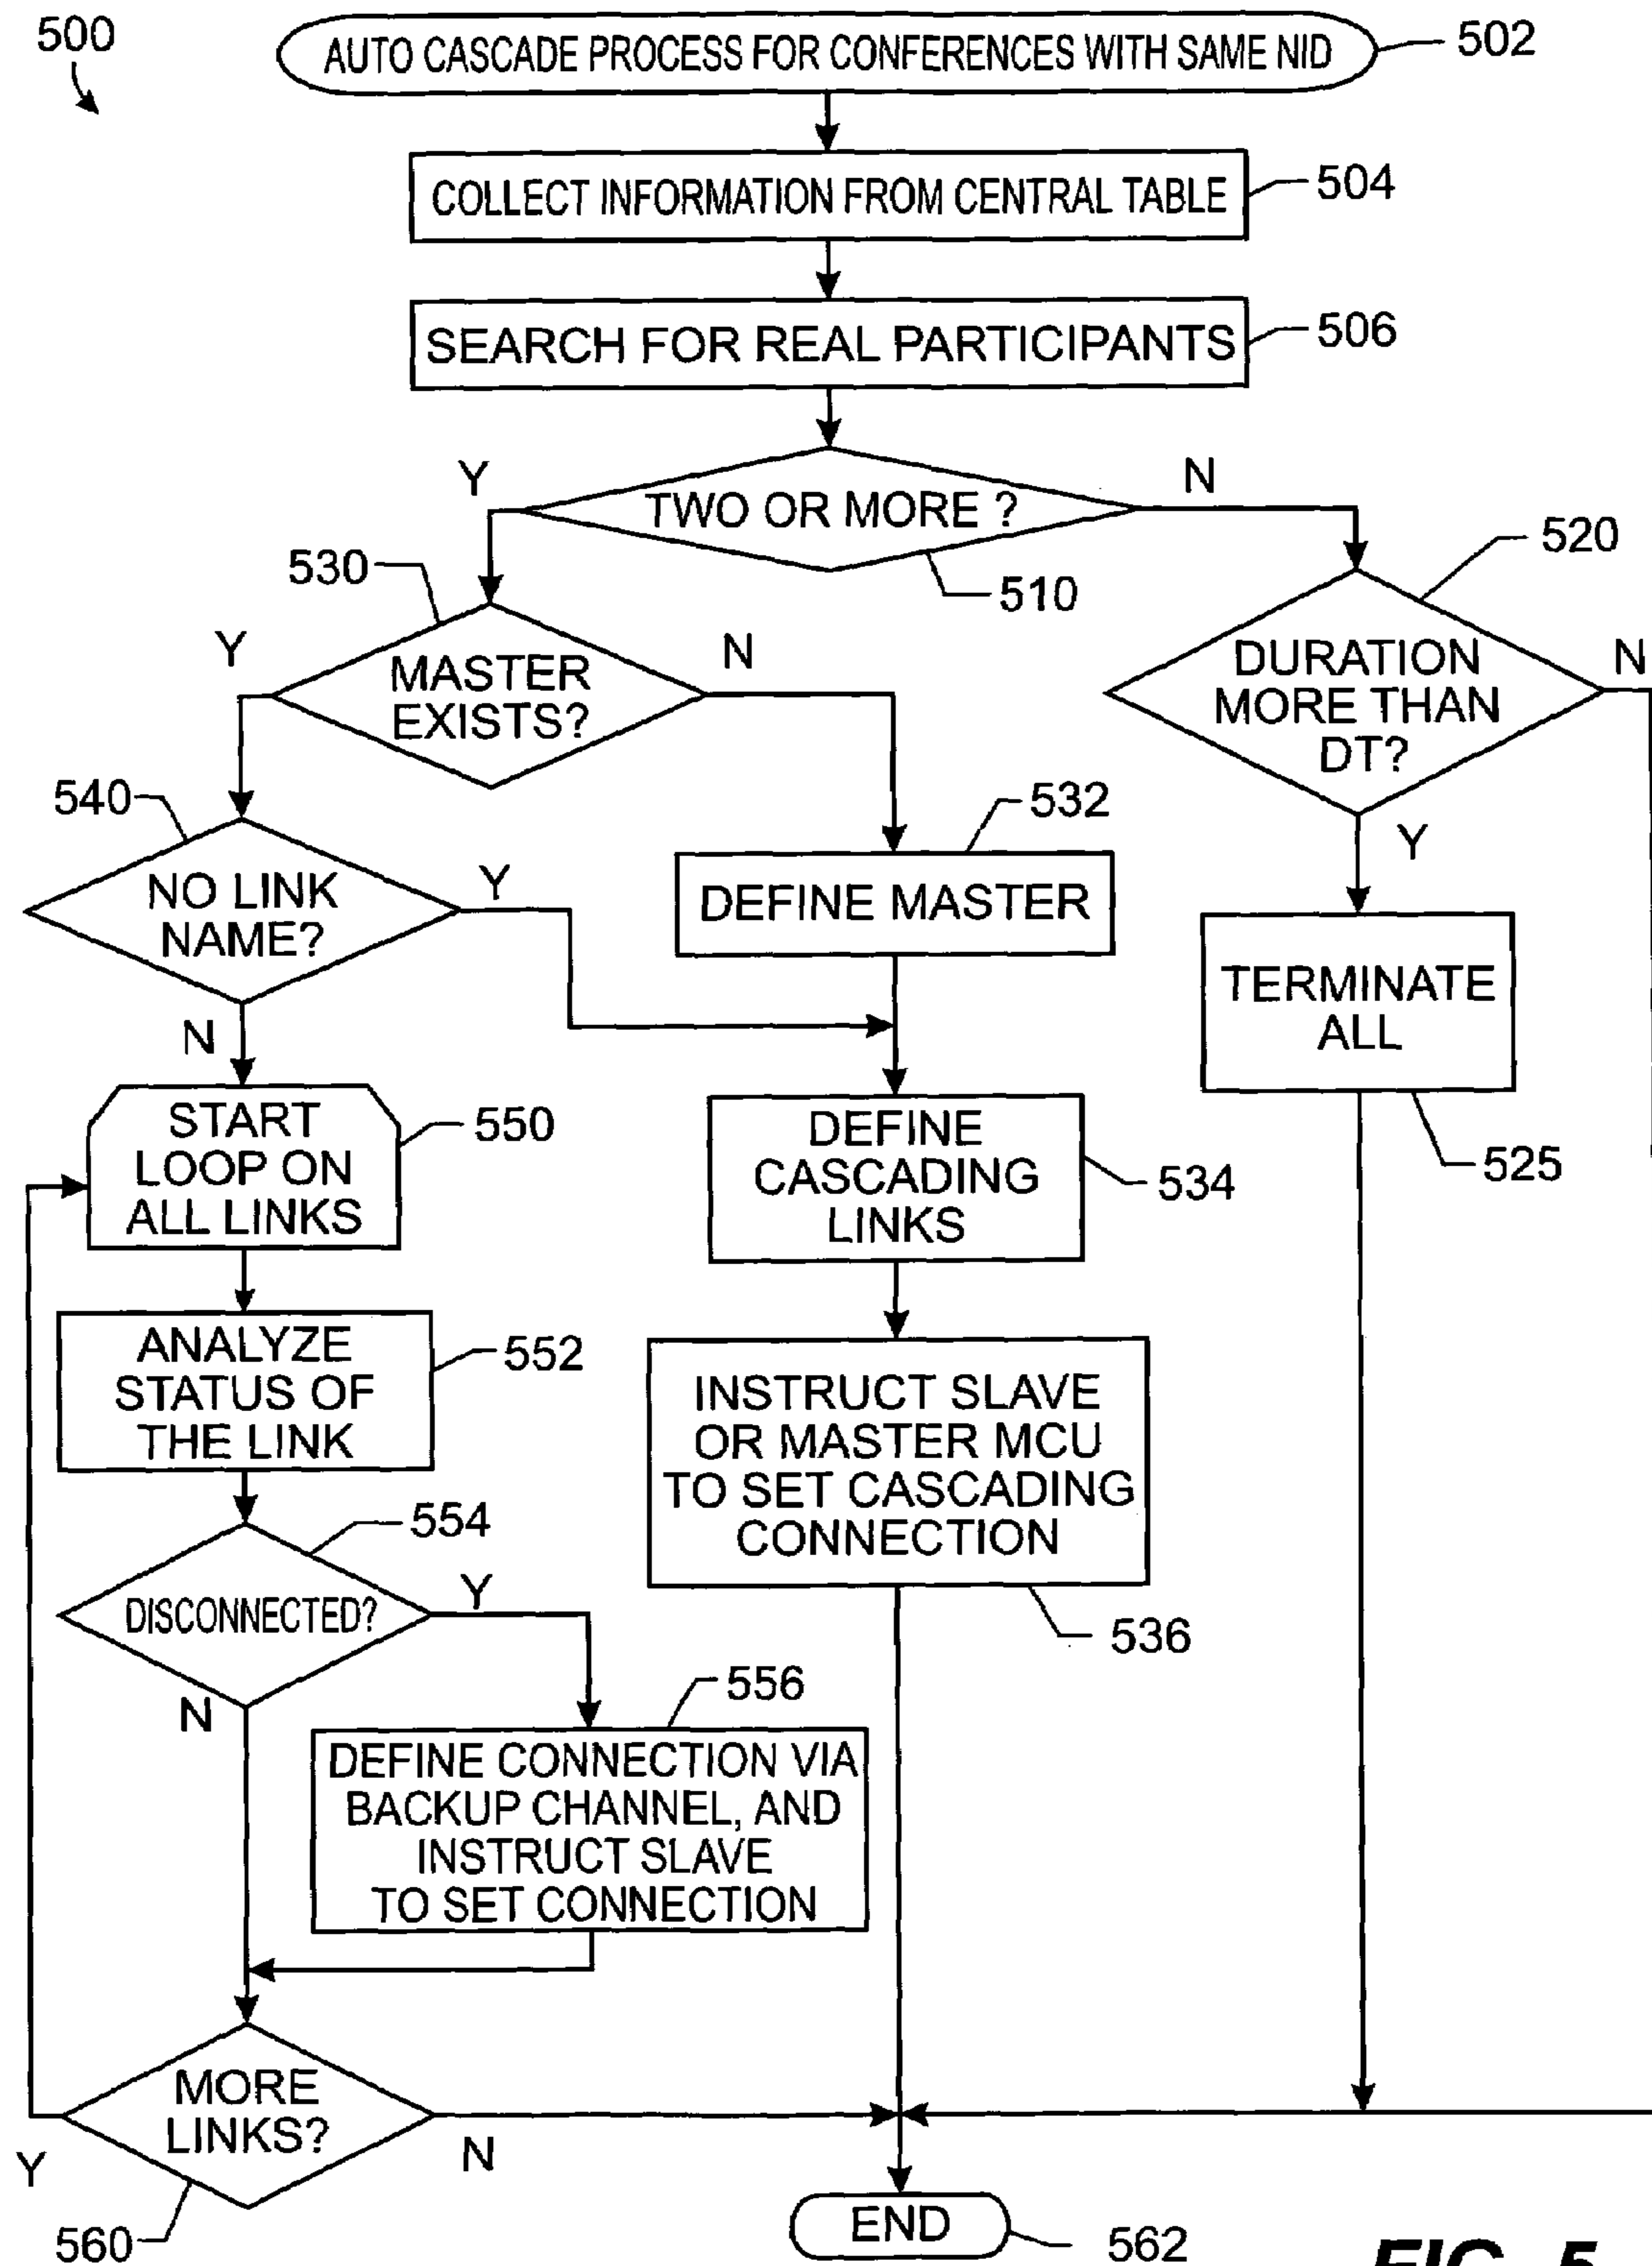 500
AUTO CASCADE PROCESS FOR CONFERENCES WITH SAME NID
502
COLLECT INFORMATION FROM CENTRAL TABLE
504
SEARCH FOR REAL PARTICIPANTS
506
Y
TWO OR MORE ?
N
510
530
520
Y
MASTER
EXISTS?
N
DURATION
MORE THAN
DT?
N
Y
540
NO LINK
NAME?
Y
N
532
DEFINE MASTER
TERMINATE
ALL
525
START
LOOP ON
ALL LINKS
550
DEFINE
CASCADING
LINKS
534
ANALYZE
STATUS OF
THE LINK
552
INSTRUCT SLAVE
OR MASTER MCU
TO SET CASCADING
CONNECTION
536
554
DISCONNECTED?
Y
N
556
DEFINE CONNECTION VIA
BACKUP CHANNEL, AND
INSTRUCT SLAVE
TO SET CONNECTION
MORE
LINKS?
Y
N
560
END
562
FIG. 5